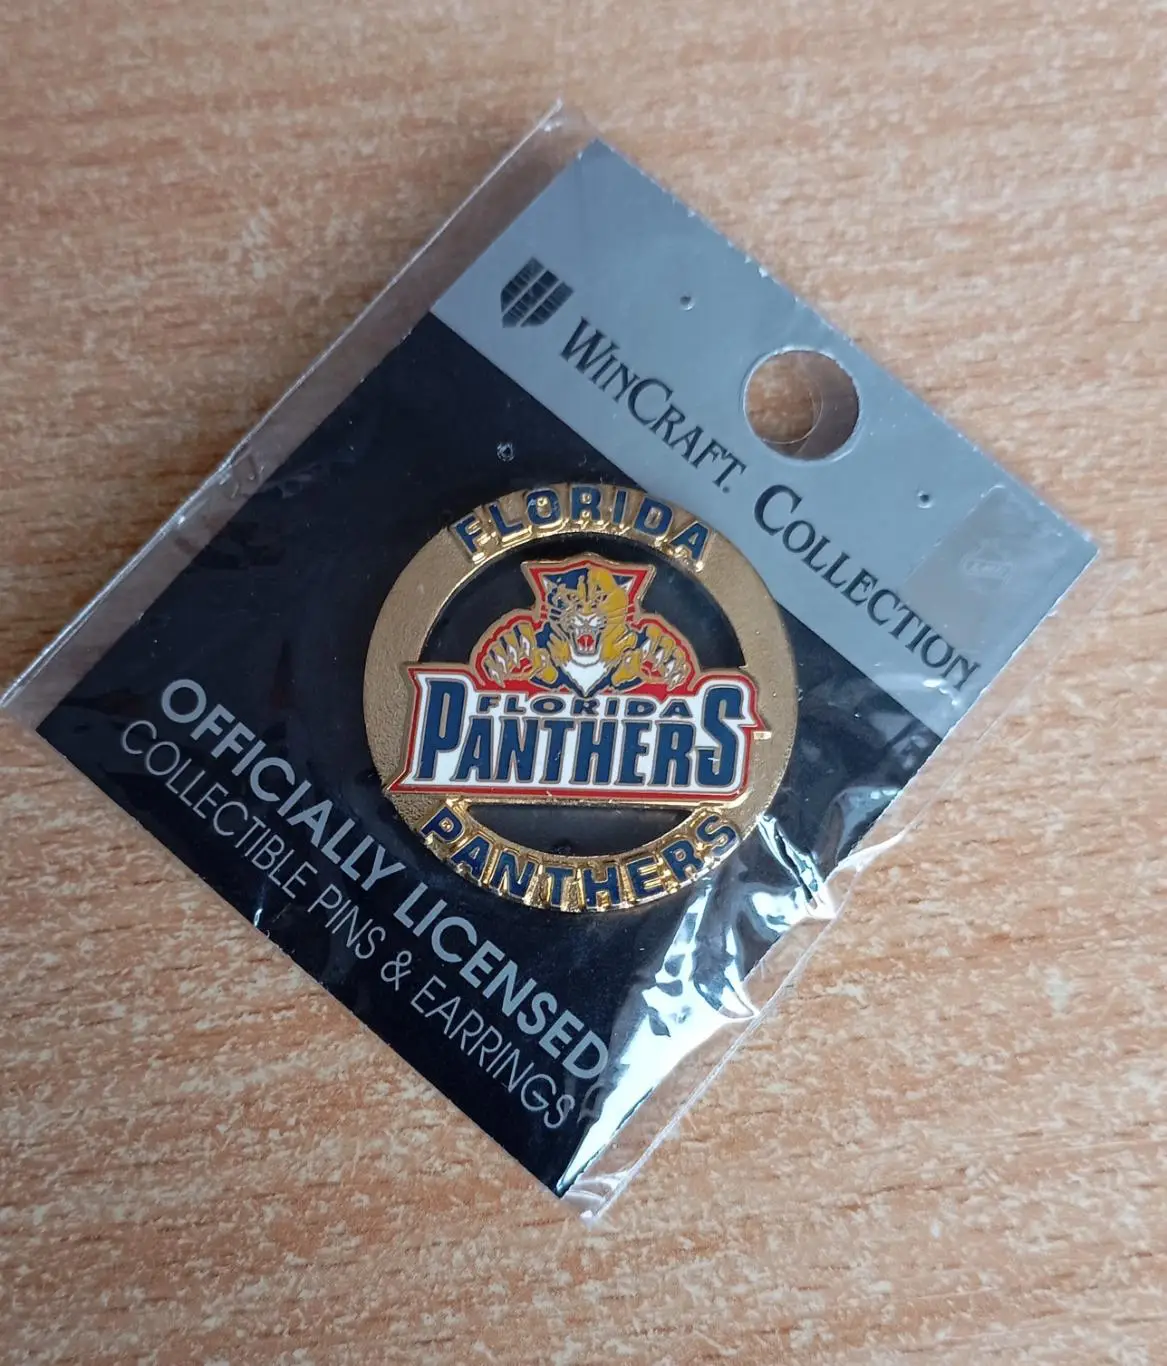 WINCRAFT. COLLECTION
FLORIDA
FLORIDA
PANTHERS
PANTHERS
OFFICIALLY LICENSED
COLLECTIBLE PINS & EARRINGS